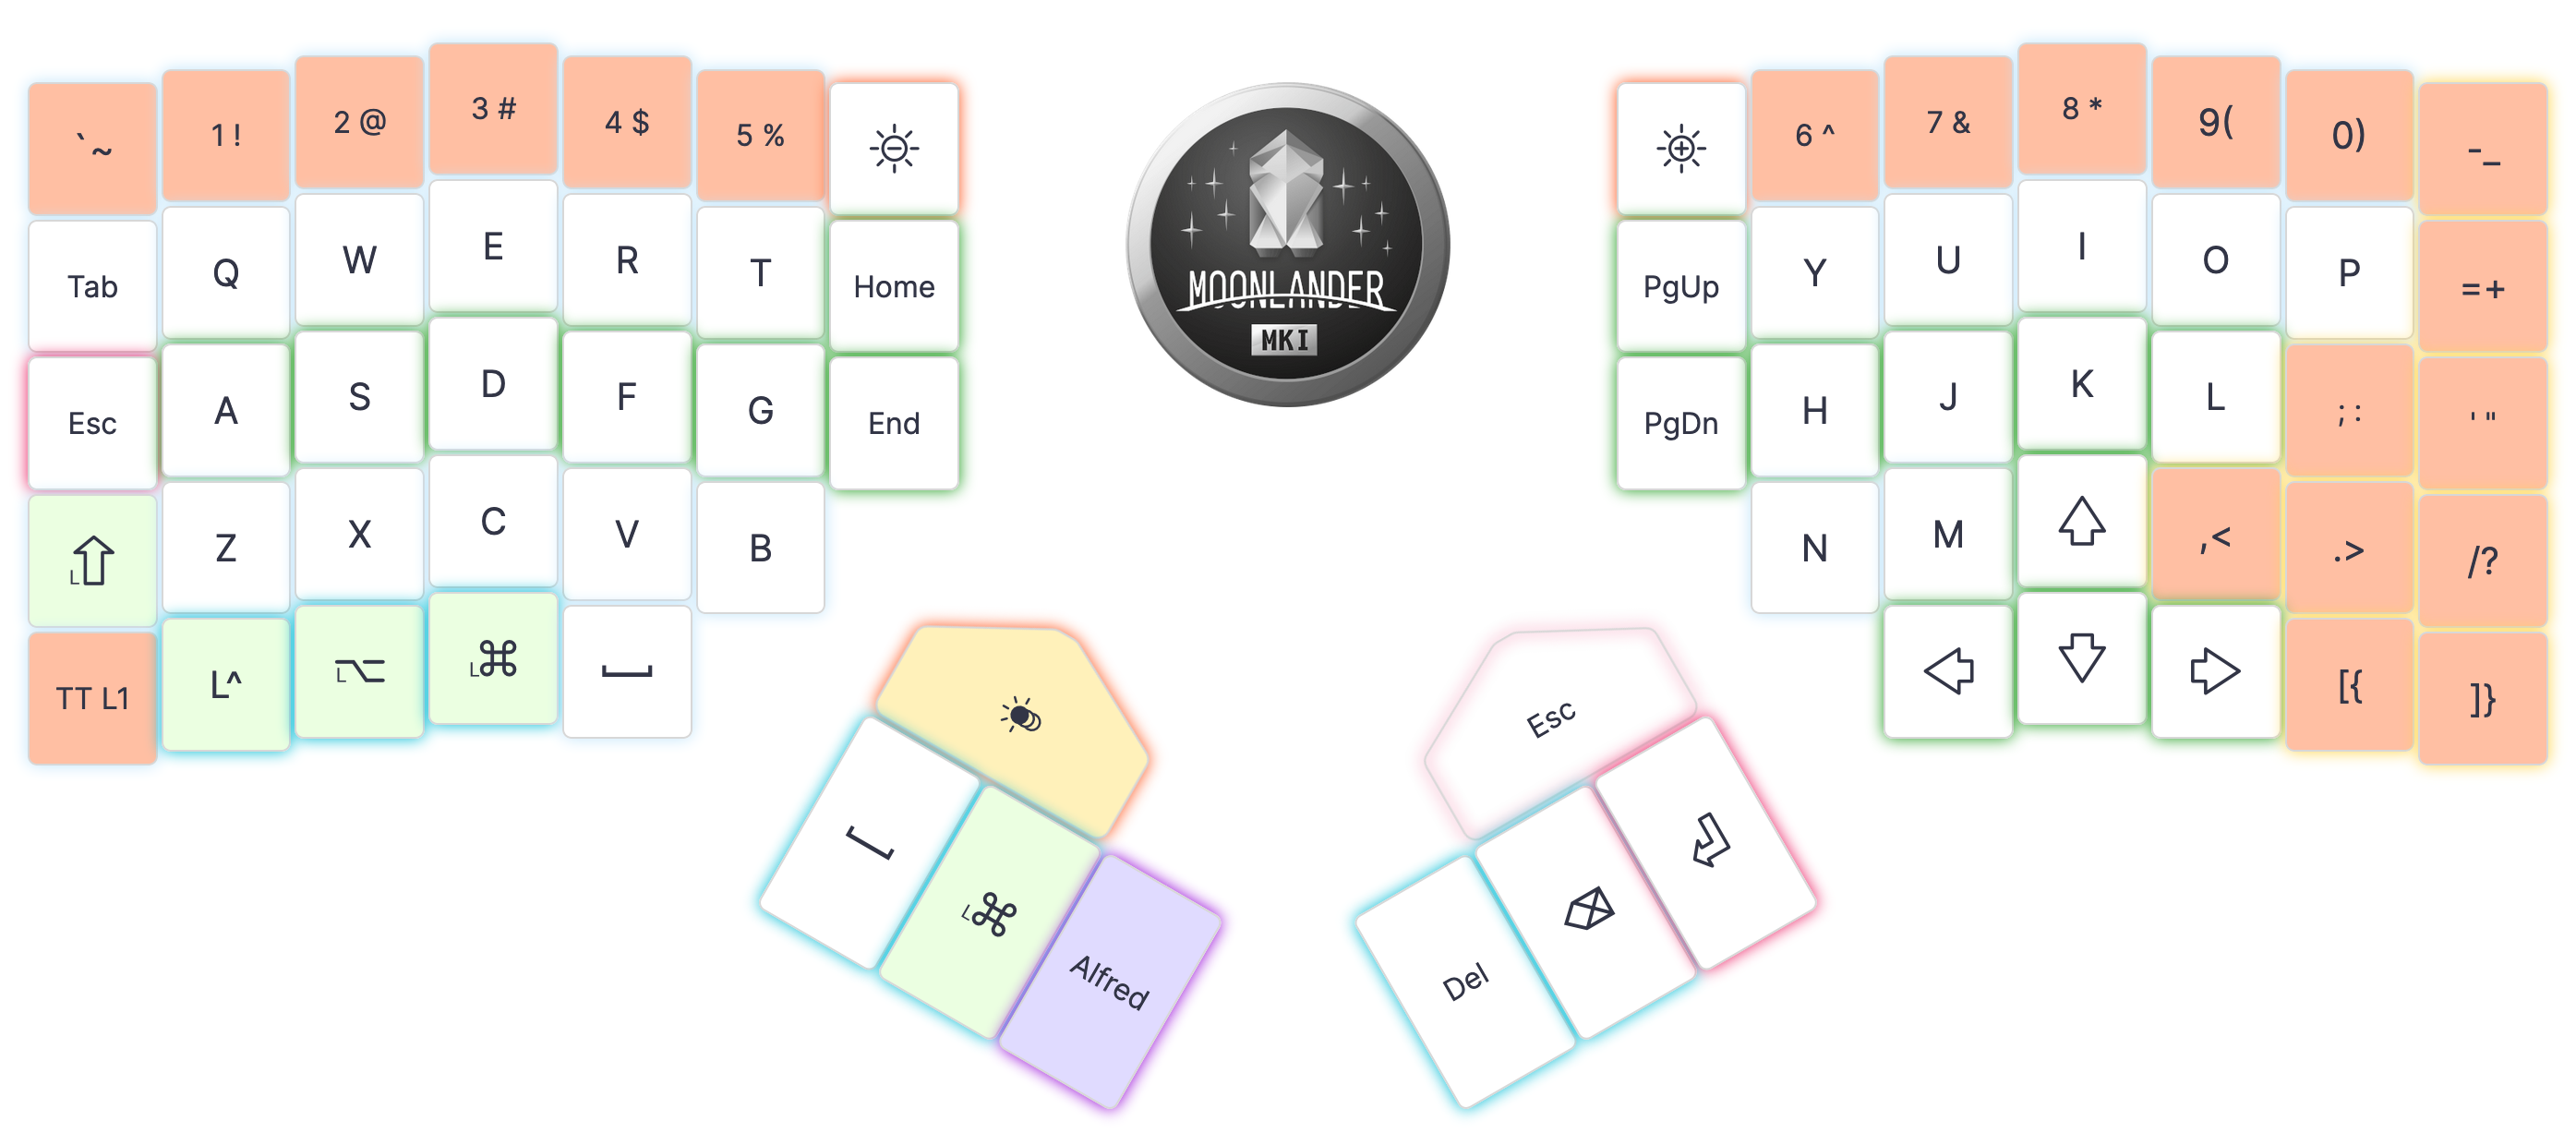 `~ 1 ! 2 @ 3 # 4 $ 5 %
6 ^ 7 & 8 * 9( 0) -_
Tab Q W E R T Home
PgUp Y U I O P =+
Esc A S D F G End
PgDn H J K L ; : ' "
L Z X C V B
N M ,< .> /?
TT L1 L^ L⌥ L⌘
[{ ]}
L⌘ Alfred
Esc
Del
MOONLANDER
MKI